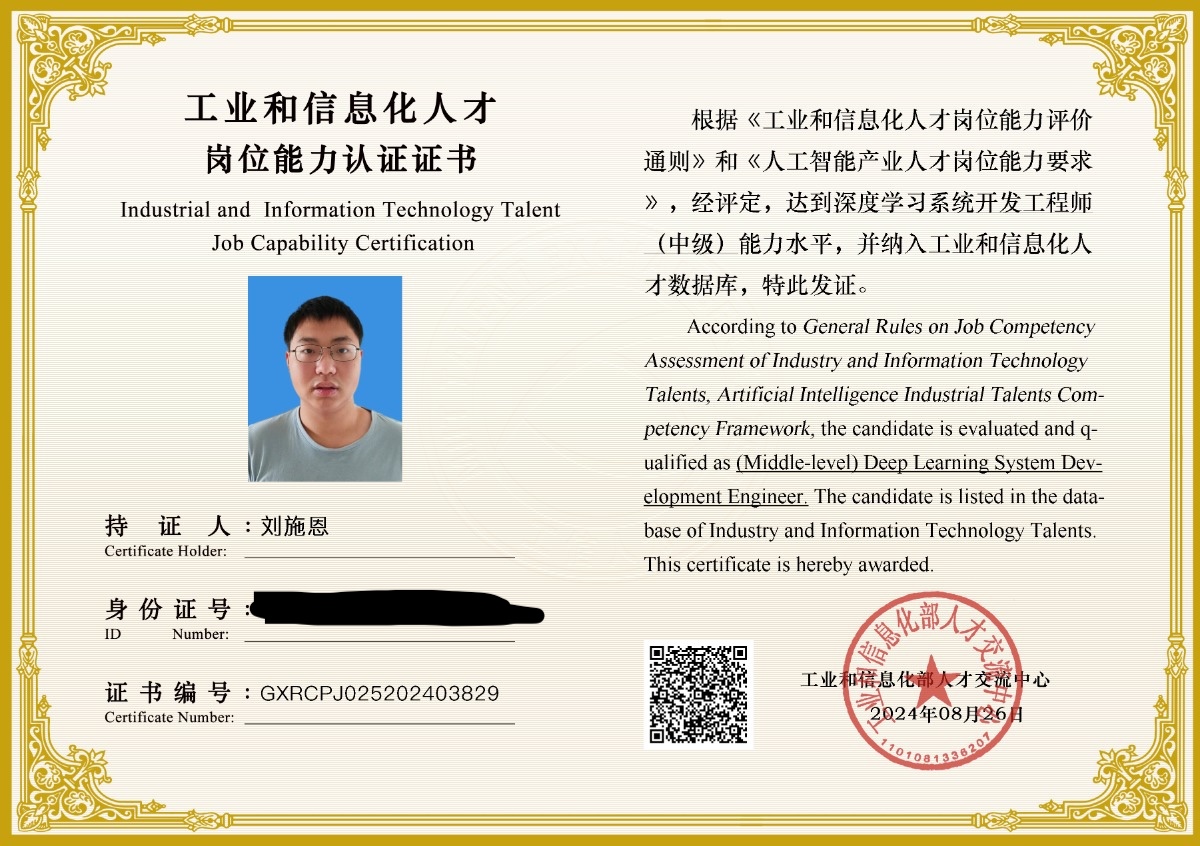 工业和信息化人才
岗位能力认证证书
Industrial and Information Technology Talent
Job Capability Certification
持证人：刘施恩
Certificate Holder:
身份证号：
ID Number:
证书编号：GXRCPJ025202403829
Certificate Number:
根据《工业和信息化人才岗位能力评价
通则》和《人工智能产业人才岗位能力要求
》，经评定，达到深度学习系统开发工程师
（中级）能力水平，并纳入工业和信息化人
才数据库，特此发证。
According to General Rules on Job Competency
Assessment of Industry and Information Technology
Talents, Artificial Intelligence Industrial Talents Com-
petency Framework, the candidate is evaluated and q-
ualified as (Middle-level) Deep Learning System Dev-
elopment Engineer. The candidate is listed in the data-
base of Industry and Information Technology Talents.
This certificate is hereby awarded.
工业和信息化部人才交流中心
2024年08月26日
工业和信息化部人才交流中心
1101081336207